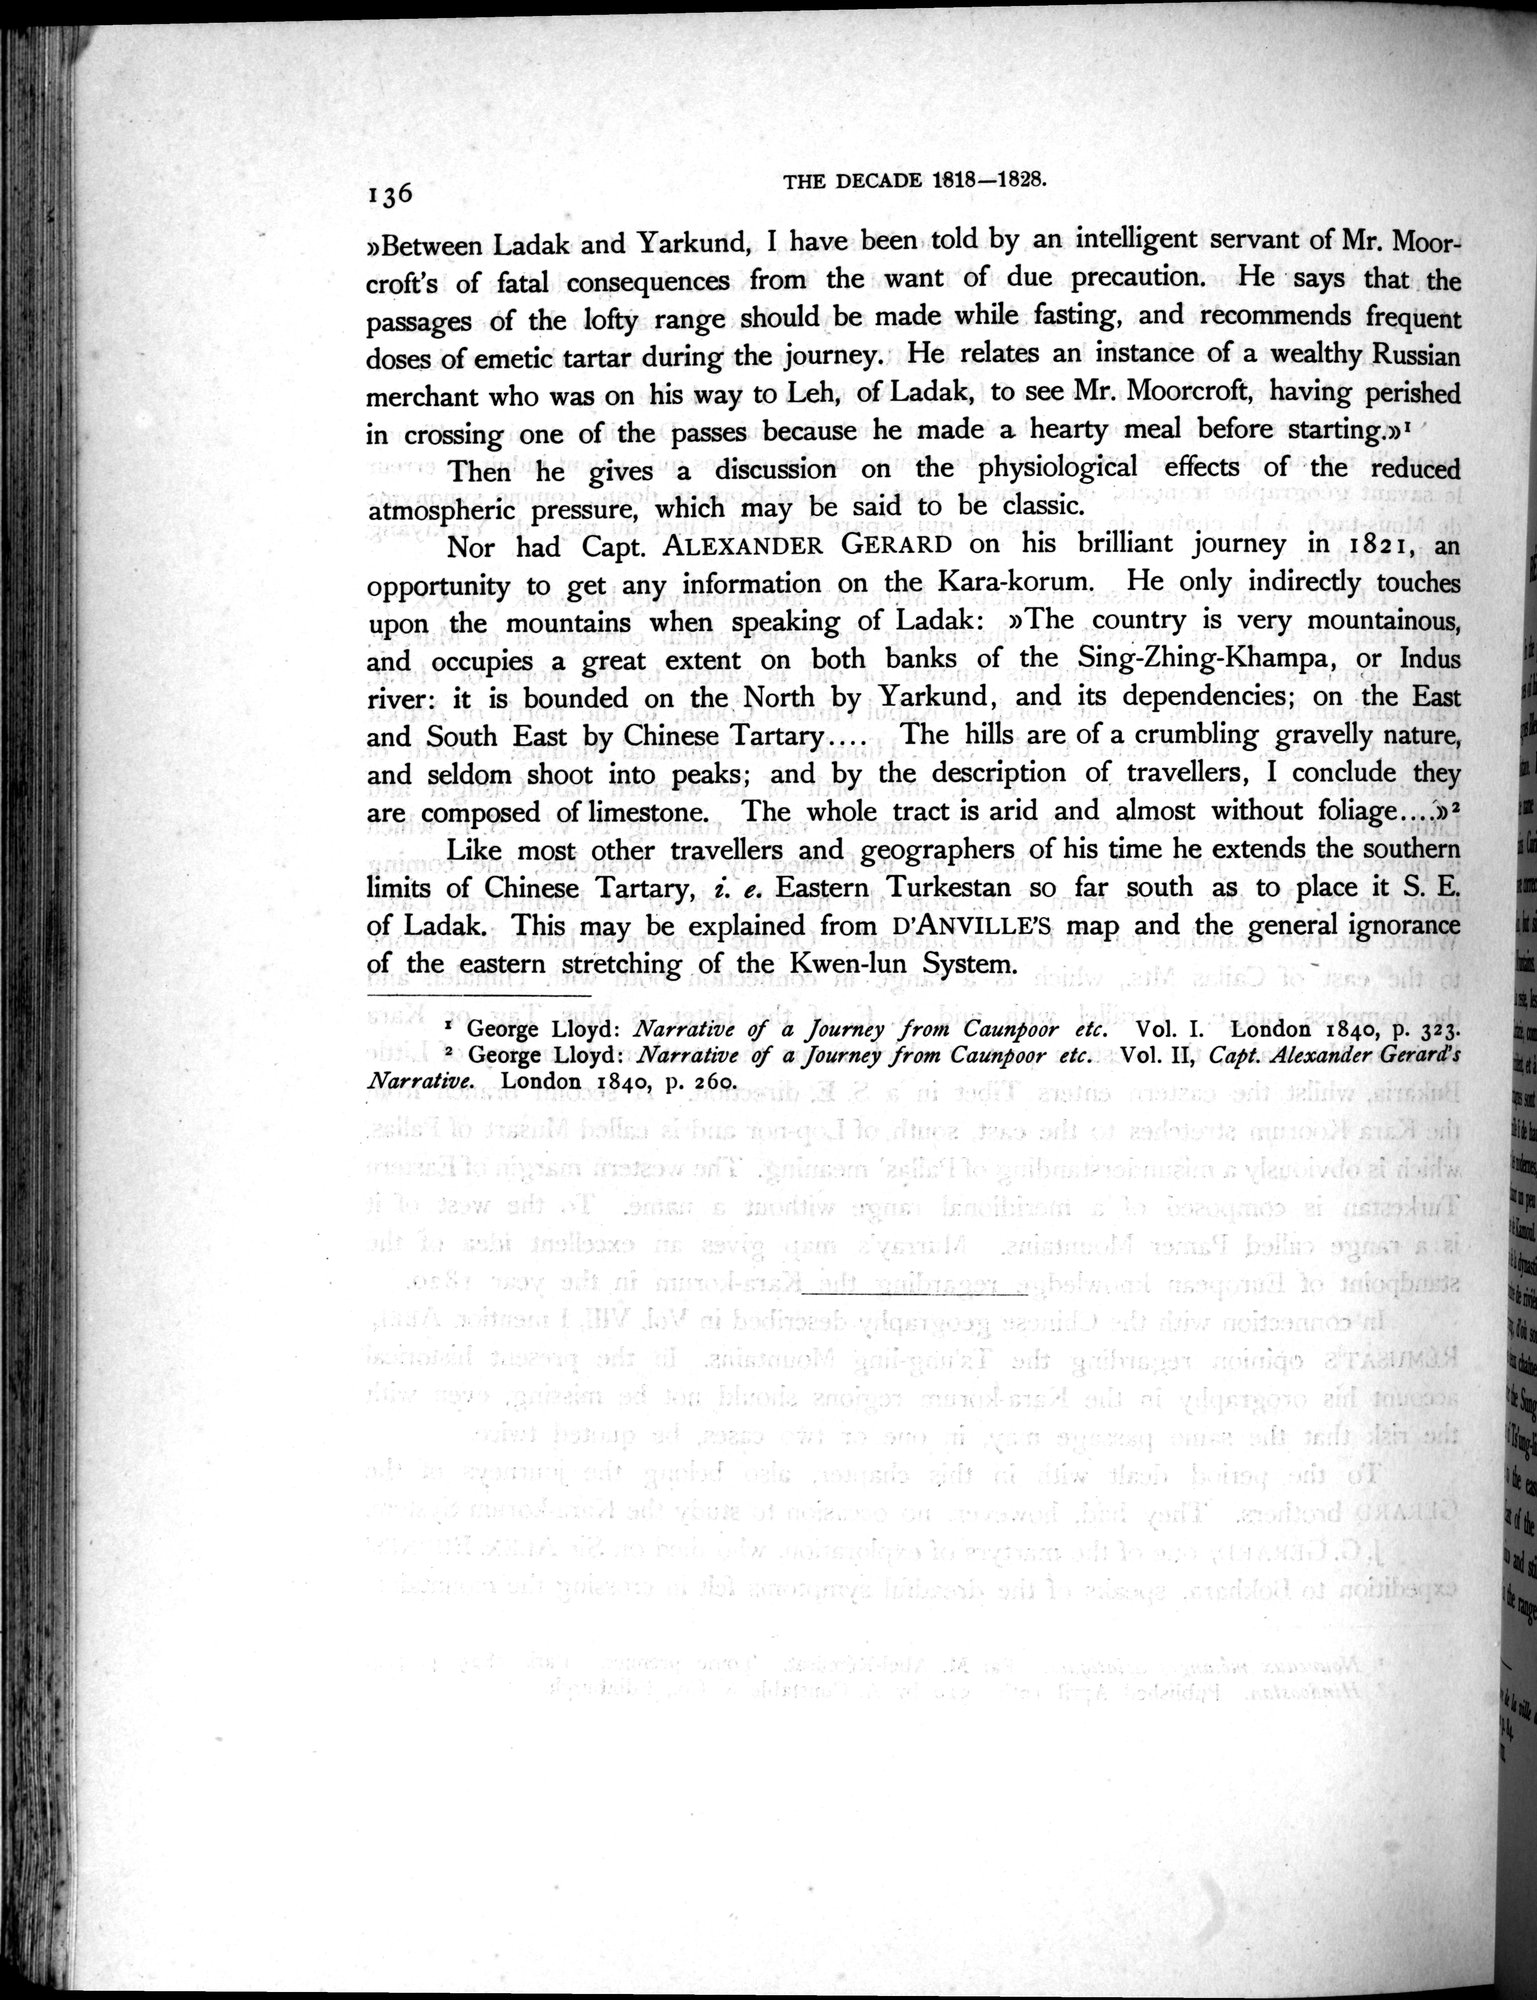 136
THE DECADE 1818—1828.
»Between Ladak and Yarkund, I have been told by an intelligent servant of Mr. Moor-
croft's of fatal consequences from the want of due precaution. He says that the
passages of the lofty range should be made while fasting, and recommends frequent
doses of emetic tartar during the journey. He relates an instance of a wealthy Russian
merchant who was on his way to Leh, of Ladak, to see Mr. Moorcroft, having perished
in crossing one of the passes because he made a hearty meal before starting.»¹
Then he gives a discussion on the physiological effects of the reduced
atmospheric pressure, which may be said to be classic.
Nor had Capt. ALEXANDER GERARD on his brilliant journey in 1821, an
opportunity to get any information on the Kara-korum. He only indirectly touches
upon the mountains when speaking of Ladak: »The country is very mountainous,
and occupies a great extent on both banks of the Sing-Zhing-Khampa, or Indus
river: it is bounded on the North by Yarkund, and its dependencies; on the East
and South East by Chinese Tartary.... The hills are of a crumbling gravelly nature,
and seldom shoot into peaks; and by the description of travellers, I conclude they
are composed of limestone. The whole tract is arid and almost without foliage....»²
Like most other travellers and geographers of his time he extends the southern
limits of Chinese Tartary, i. e. Eastern Turkestan so far south as to place it S. E.
of Ladak. This may be explained from D'ANVILLE'S map and the general ignorance
of the eastern stretching of the Kwen-lun System.
¹ George Lloyd: Narrative of a Journey from Caunpoor etc. Vol. I. London 1840, p. 323.
² George Lloyd: Narrative of a Journey from Caunpoor etc. Vol. II, Capt. Alexander Gerard's
Narrative. London 1840, p. 260.